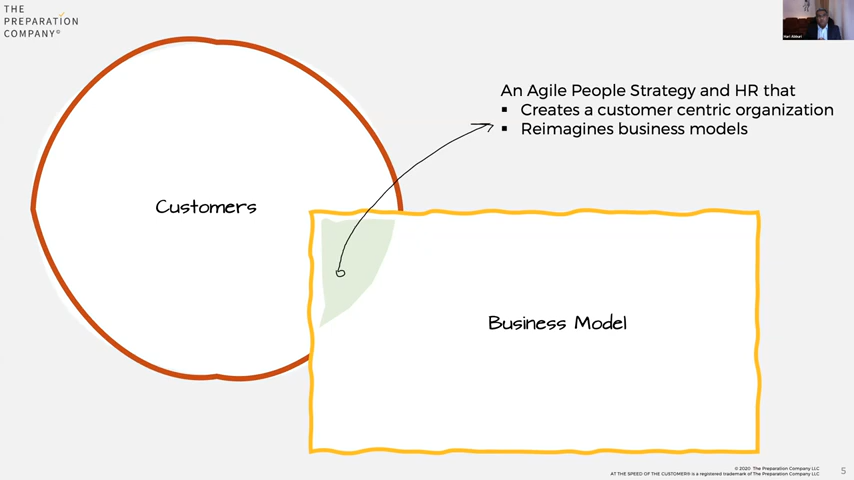 THE
PREPARATION
COMPANY©
An Agile People Strategy and HR that
▪ Creates a customer centric organization
▪ Reimagines business models
Customers
Business Model
© 2020 The Preparation Company LLC
AT THE SPEED OF THE CUSTOMER® is a registered trademark of The Preparation Company LLC
5